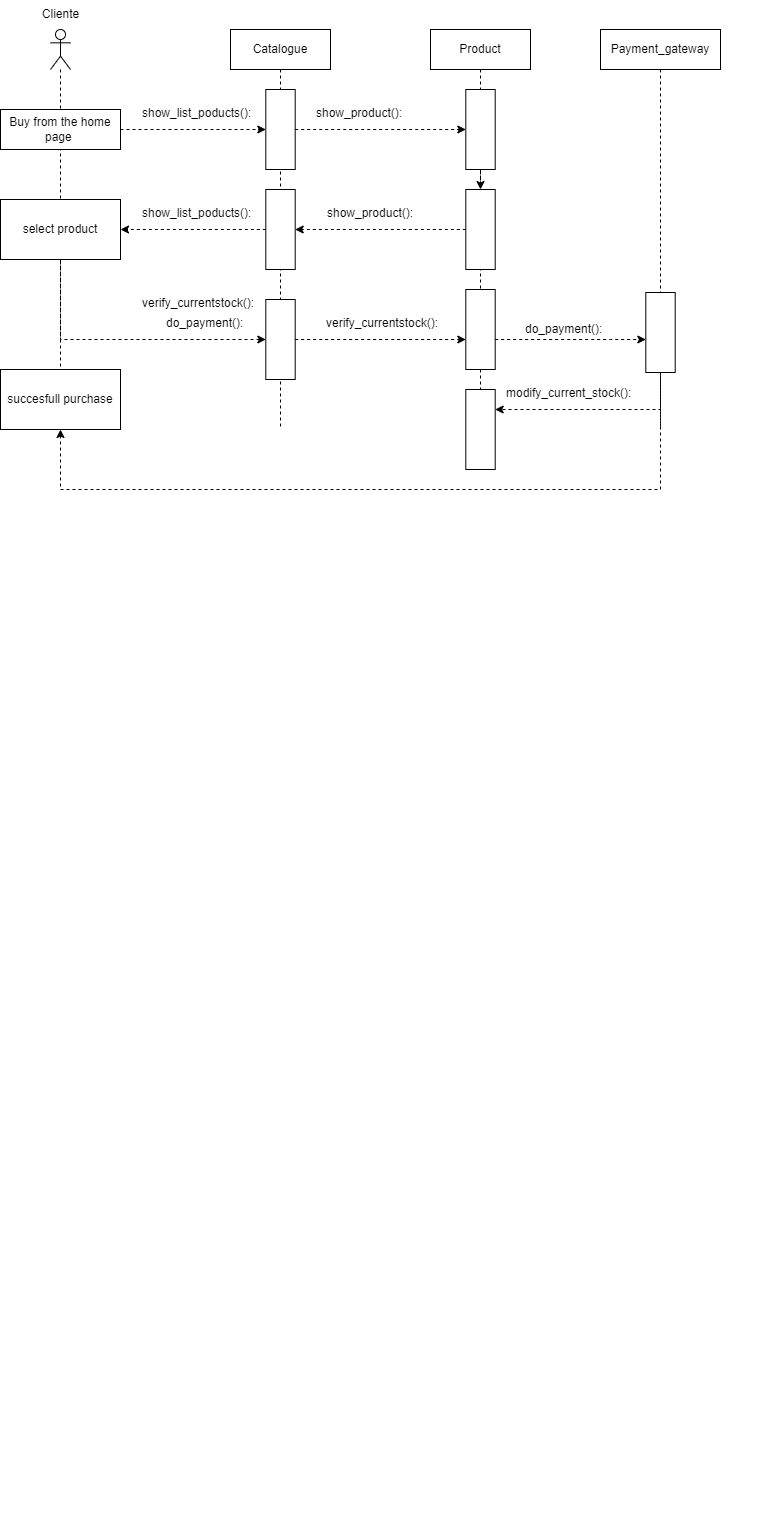 Cliente
Catalogue
Product
Payment_gateway
Buy from the home
page
show_list_poducts():
show_product():
select product
show_list_poducts():
show_product():
verify_currentstock():
do_payment():
verify_currentstock():
do_payment():
succesfull purchase
modify_current_stock():